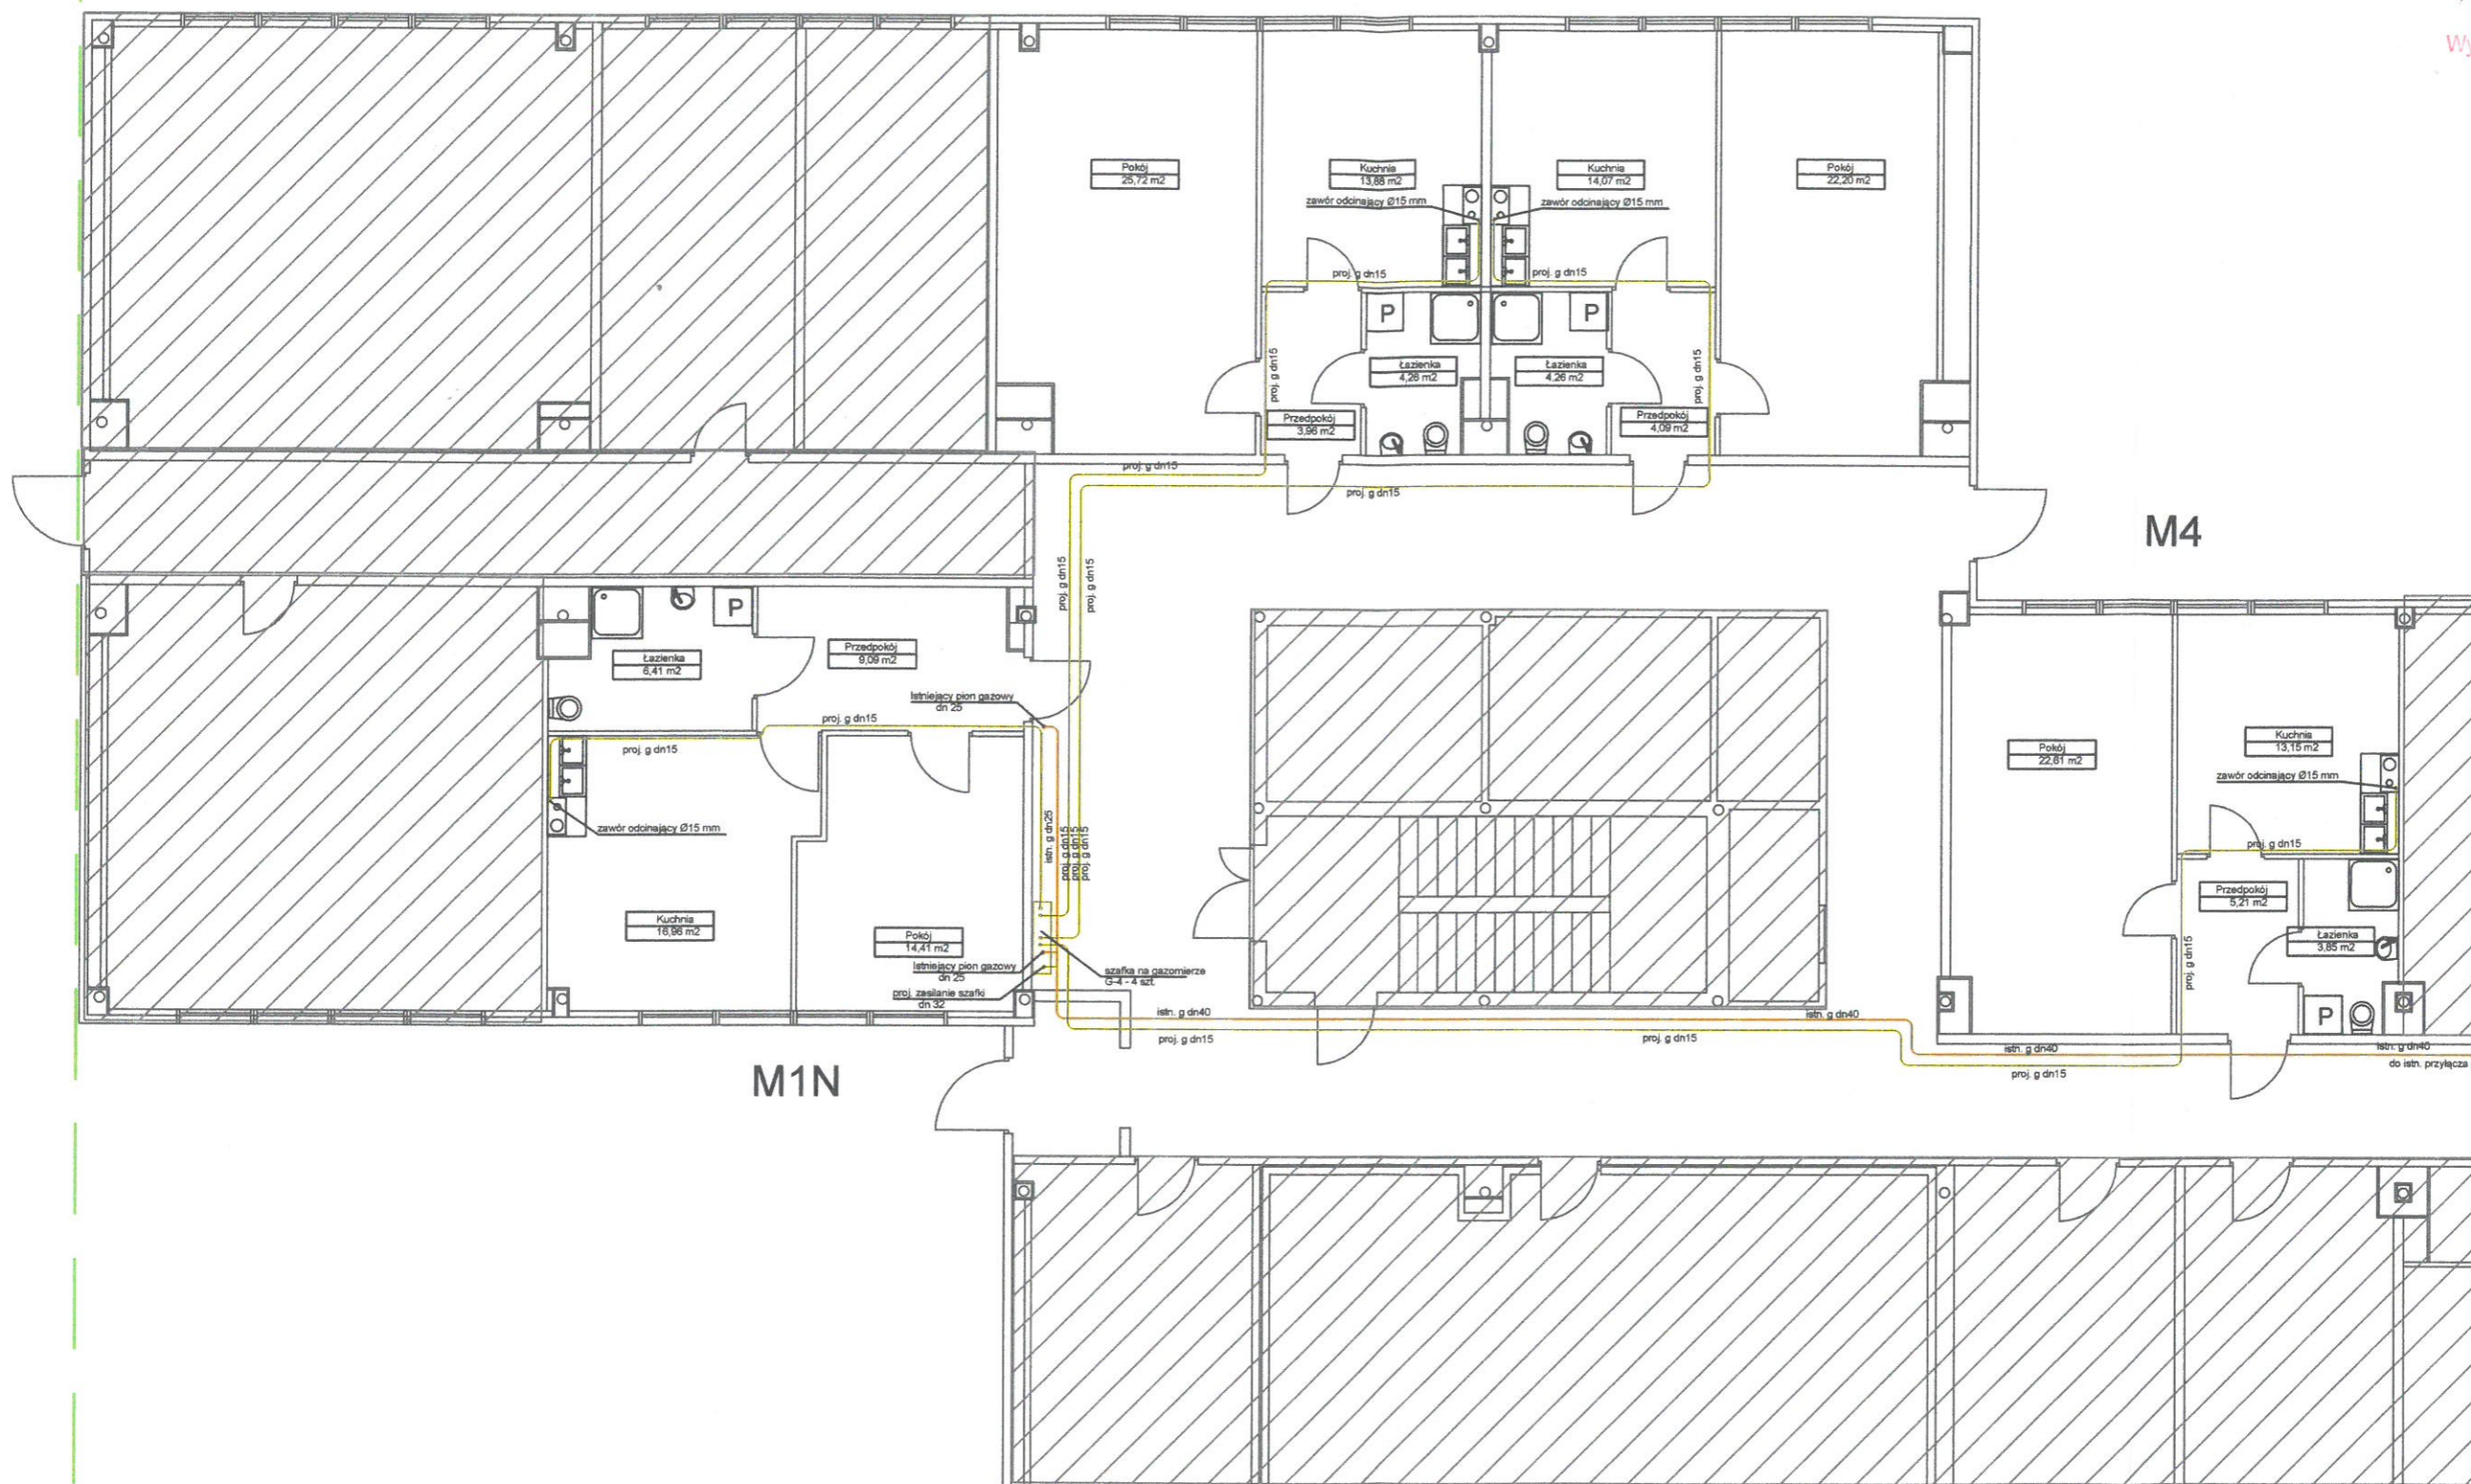 Wy
Pokój
25,72 m2
Kuchnia
13,88 m2
Kuchnia
14,07 m2
Pokój
22,20 m2
zawór odcinający Ø15 mm
zawór odcinający Ø15 mm
proj. g dn15
proj. g dn15
P
P
proj. g dn15
Łazienka
4,26 m2
Łazienka
4,26 m2
proj. g dn15
Przedpokój
3,96 m2
Przedpokój
4,09 m2
proj. g dn15
proj. g dn15
M4
proj. g dn15
proj. g dn15
P
Łazienka
6,41 m2
Przedpokój
9,09 m2
Istniejący pion gazowy
dn 25
proj. g dn15
proj. g dn15
Pokój
22,61 m2
Kuchnia
13,15 m2
zawór odcinający Ø15 mm
zawór odcinający Ø15 mm
istn. g dn25
proj. g dn15
proj. g dn15
proj. g dn15
proj. g dn15
Przedpokój
5,21 m2
Kuchnia
16,96 m2
Pokój
14,41 m2
Łazienka
3,85 m2
Istniejący pion gazowy
dn 25
szafka na gazomierze
G-4 - 4 szt.
proj. g dn15
proj. zasilanie szafki
dn 32
P
istn. g dn40
istn. g dn40
proj. g dn15
proj. g dn15
istn. g dn40
istn. g dn40
do istn. przyłącza
proj. g dn15
M1N